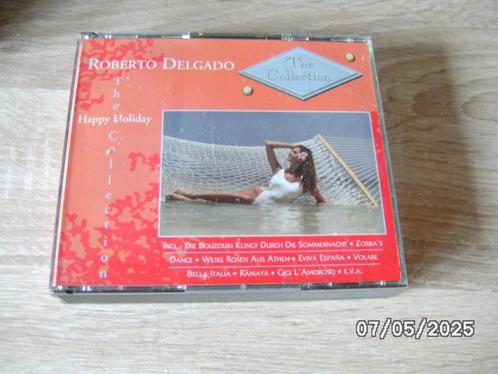 ROBERTO DELGADO
The
Collection
Happy Holiday
The Collection
INCL.: DIE BOUZOUKI KLINGT DURCH DIE SOMMERNACHT • ZORBA'S
DANCE • WEIßE ROSEN AUS ATHEN • EVIVA ESPAÑA • VOLARE
BELLA ITALIA • RAMAYA • GIGI L'AMOROSO • E.V.A.
07/05/2025